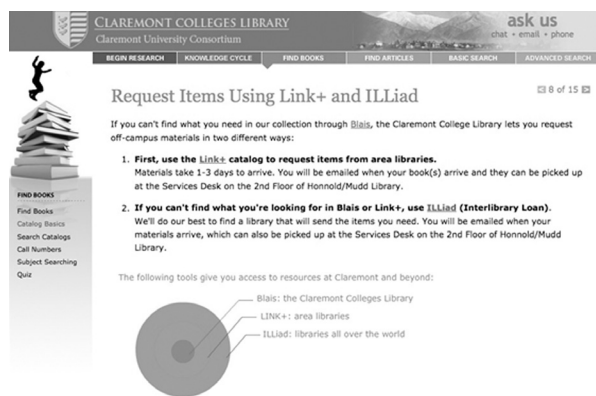 CLAREMONT COLLEGES LIBRARY
Claremont University Consortium
ask us
chat • email • phone
BEGIN RESEARCH KNOWLEDGE CYCLE FIND BOOKS FIND ARTICLES BASIC SEARCH ADVANCED SEARCH
8 of 15
Request Items Using Link+ and ILLiad
If you can't find what you need in our collection through Blais, the Claremont College Library lets you request
off-campus materials in two different ways:
1. First, use the Link+ catalog to request items from area libraries.
Materials take 1-3 days to arrive. You will be emailed when your book(s) arrive and they can be picked up
at the Services Desk on the 2nd Floor of Honnold/Mudd Library.
2. If you can't find what you're looking for in Blais or Link+, use ILLiad (Interlibrary Loan).
We'll do our best to find a library that will send the items you need. You will be emailed when your
materials arrive, which can also be picked up at the Services Desk on the 2nd Floor of Honnold/Mudd
Library.
FIND BOOKS
Find Books
Catalog Basics
Search Catalogs
Call Numbers
Subject Searching
Quiz
The following tools give you access to resources at Claremont and beyond:
Blais: the Claremont Colleges Library
LINK+: area libraries
ILLiad: libraries all over the world